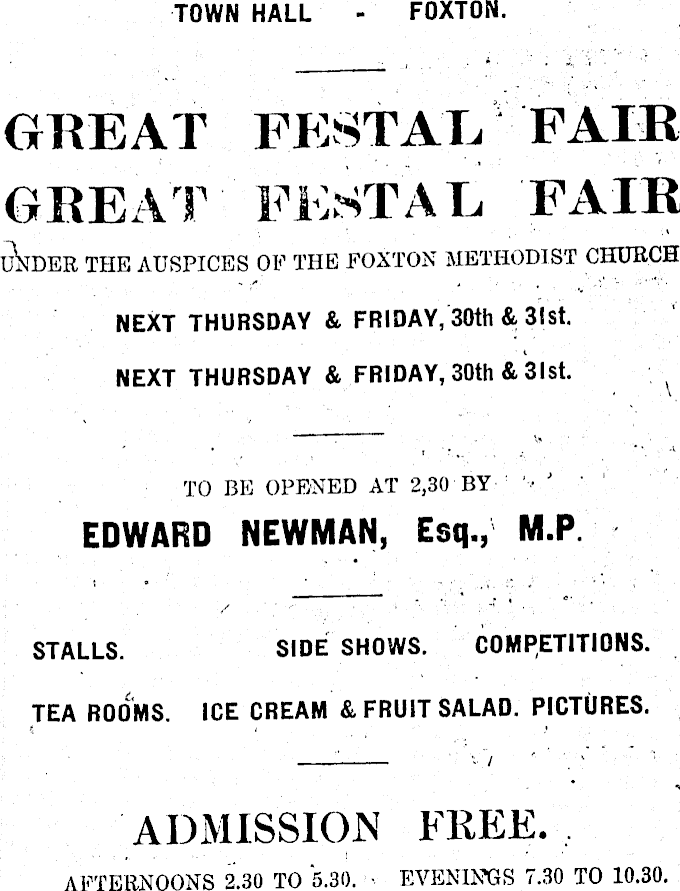 TOWN HALL - FOXTON.
GREAT FESTAL FAIR
GREAT FESTAL FAIR
UNDER THE AUSPICES OF THE FOXTON METHODIST CHURCH
NEXT THURSDAY & FRIDAY, 30th & 31st.
NEXT THURSDAY & FRIDAY, 30th & 31st.
TO BE OPENED AT 2,30 BY
EDWARD NEWMAN, Esq., M.P.
STALLS. SIDE SHOWS. COMPETITIONS.
TEA ROOMS. ICE CREAM & FRUIT SALAD. PICTURES.
ADMISSION FREE.
AFTERNOONS 2.30 TO 5.30. EVENINGS 7.30 TO 10.30.